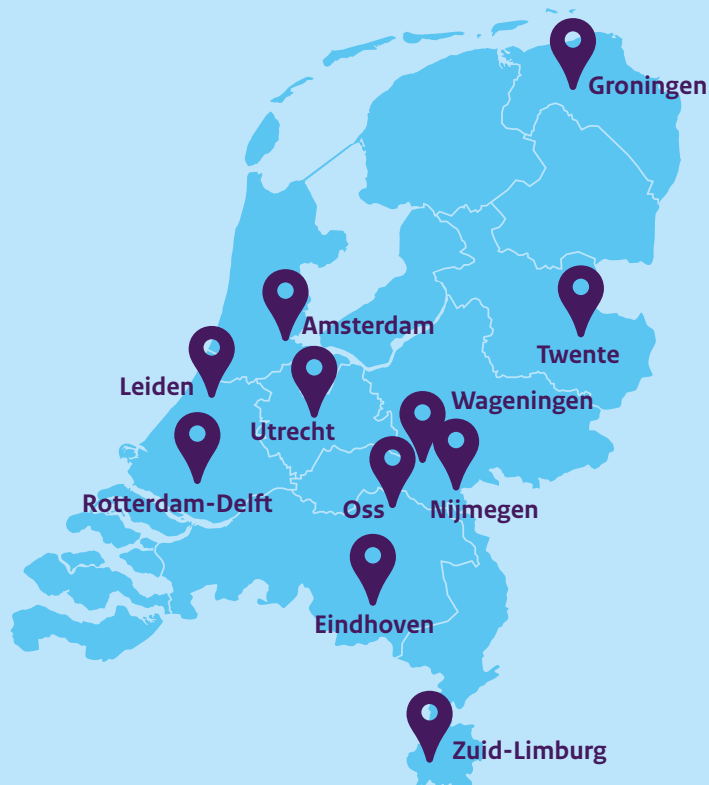 Groningen
Amsterdam
Twente
Leiden
Wageningen
Utrecht
Rotterdam-Delft
Oss
Nijmegen
Eindhoven
Zuid-Limburg